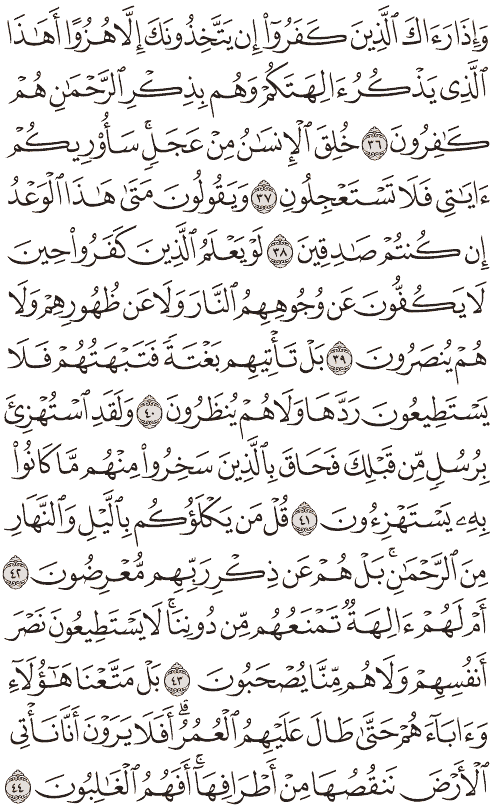 وَإِذَا رَءَاكَ ٱلَّذِينَ كَفَرُوٓا۟ إِن يَتَّخِذُونَكَ إِلَّا هُزُوًا أَهَـٰذَا
ٱلَّذِى يَذْكُرُ ءَالِهَتَكُمْ وَهُم بِذِكْرِ ٱلرَّحْمَـٰنِ هُمْ
كَـٰفِرُونَ ٣٦ خُلِقَ ٱلْإِنسَـٰنُ مِنْ عَجَلٍ ۚ سَأُو۟رِيكُمْ
ءَايَـٰتِى فَلَا تَسْتَعْجِلُونِ ٣٧ وَيَقُولُونَ مَتَىٰ هَـٰذَا ٱلْوَعْدُ
إِن كُنتُمْ صَـٰدِقِينَ ٣٨ لَوْ يَعْلَمُ ٱلَّذِينَ كَفَرُوا۟ حِينَ
لَا يَكُفُّونَ عَن وُجُوهِهِمُ ٱلنَّارَ وَلَا عَن ظُهُورِهِمْ وَلَا
هُمْ يُنصَرُونَ ٣٩ بَلْ تَأْتِيهِم بَغْتَةً فَتَبْهَتُهُمْ فَلَا
يَسْتَطِيعُونَ رَدَّهَا وَلَا هُمْ يُنظَرُونَ ٤٠ وَلَقَدِ ٱسْتُهْزِئَ
بِرُسُلٍ مِّن قَبْلِكَ فَحَاقَ بِٱلَّذِينَ سَخِرُوا۟ مِنْهُم مَّا كَانُوا۟
بِهِۦ يَسْتَهْزِءُونَ ٤١ قُلْ مَن يَكْلَؤُكُم بِٱلَّيْلِ وَٱلنَّهَارِ
مِنَ ٱلرَّحْمَـٰنِ ۚ بَلْ هُمْ عَن ذِكْرِ رَبِّهِم مُّعْرِضُونَ ٤٢
أَمْ لَهُمْ ءَالِهَةٌ تَمْنَعُهُم مِّن دُونِنَا ۚ لَا يَسْتَطِيعُونَ نَصْرَ
أَنفُسِهِمْ وَلَا هُم مِّنَّا يُصْحَبُونَ ٤٣ بَلْ مَتَّعْنَا هَـٰٓؤُلَآءِ
وَءَابَآءَهُمْ حَتَّىٰ طَالَ عَلَيْهِمُ ٱلْعُمُرُ ۗ أَفَلَا يَرَوْنَ أَنَّا نَأْتِى
ٱلْأَرْضَ نَنقُصُهَا مِنْ أَطْرَافِهَآ ۚ أَفَهُمُ ٱلْغَـٰلِبُونَ ٤٤